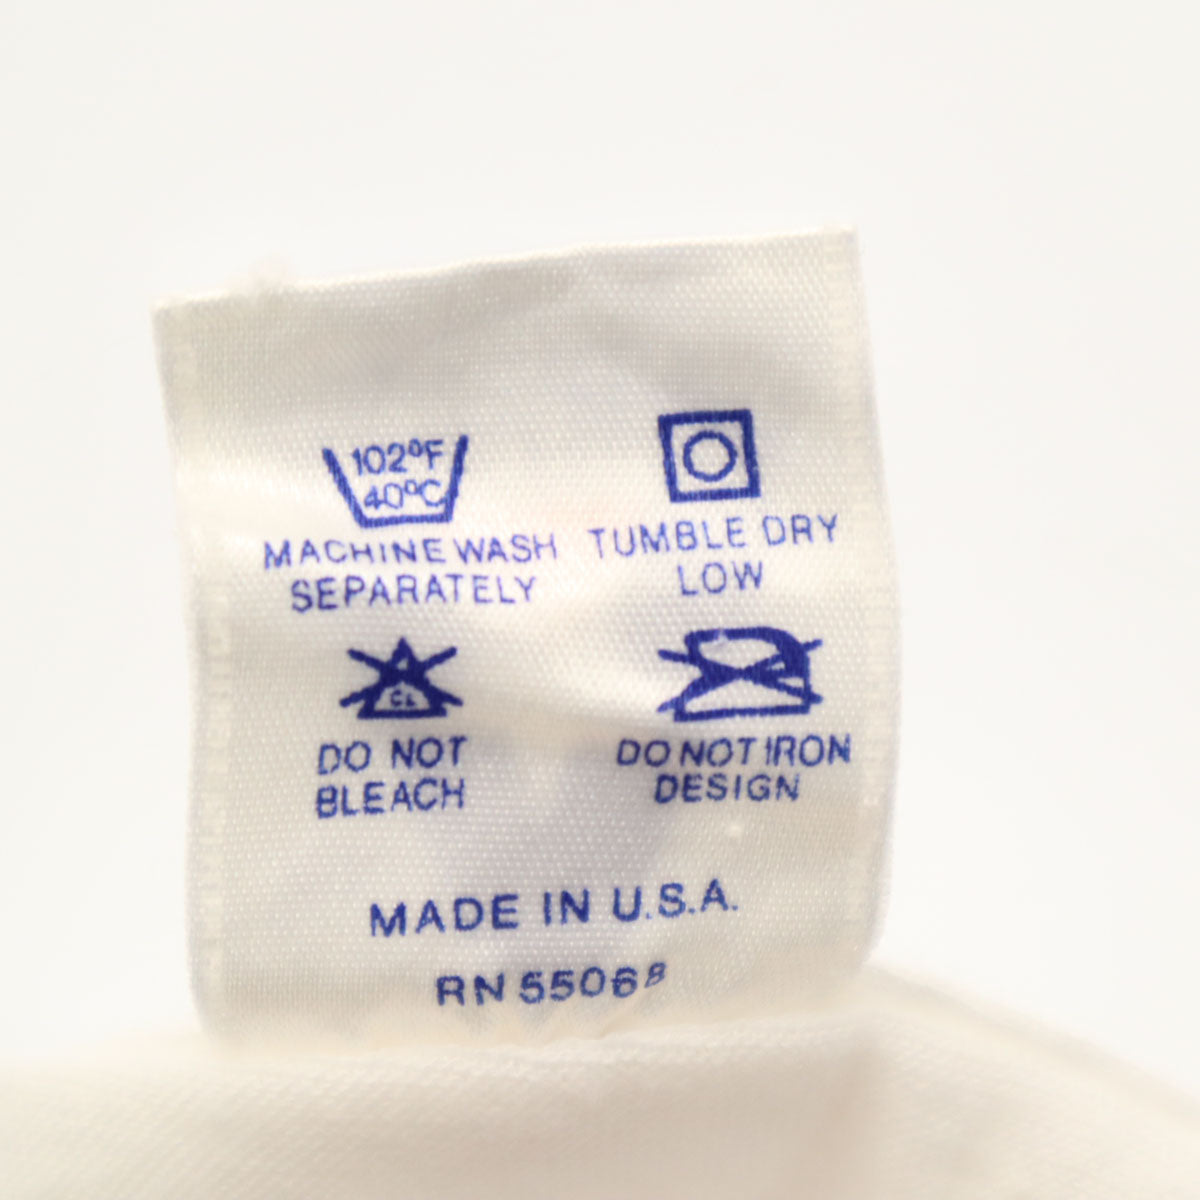 102°F
40°C
MACHINE WASH
SEPARATELY
TUMBLE DRY
LOW
CL
DO NOT
BLEACH
DO NOT IRON
DESIGN
MADE IN U.S.A.
RN 55068